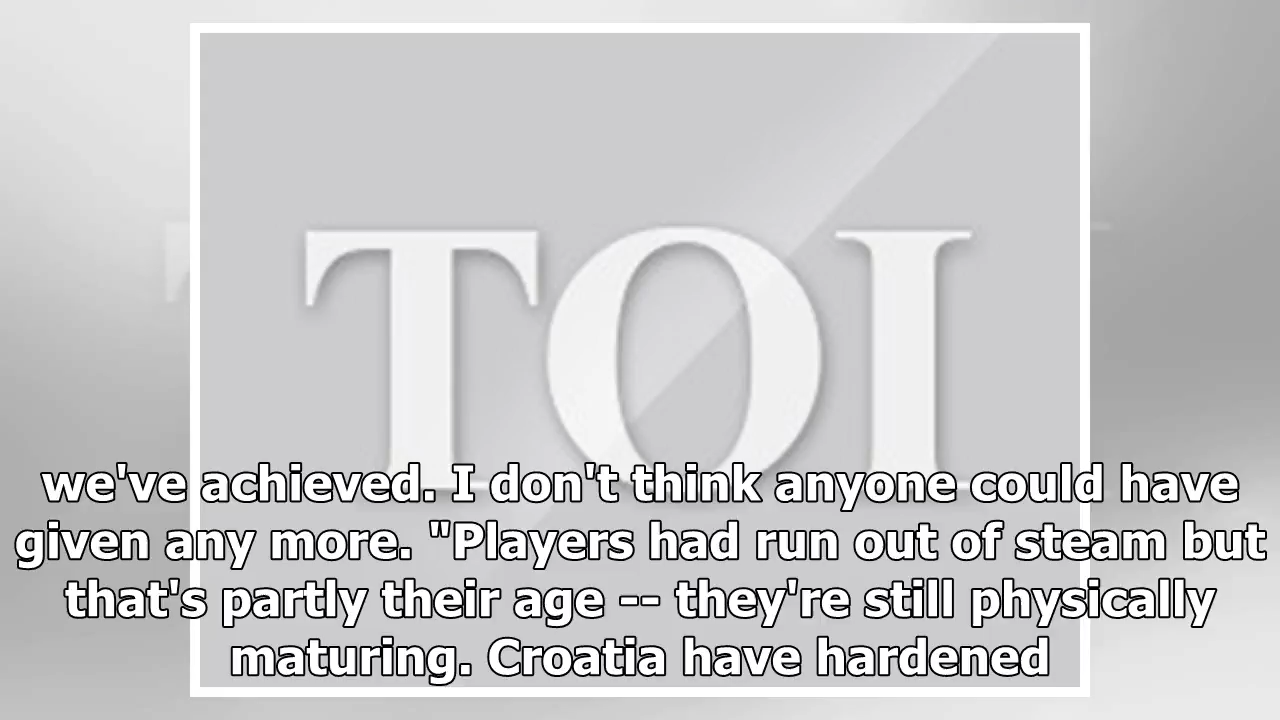 TOI
we've achieved. I don't think anyone could have
given any more. "Players had run out of steam but
that's partly their age -- they're still physically
maturing. Croatia have hardened